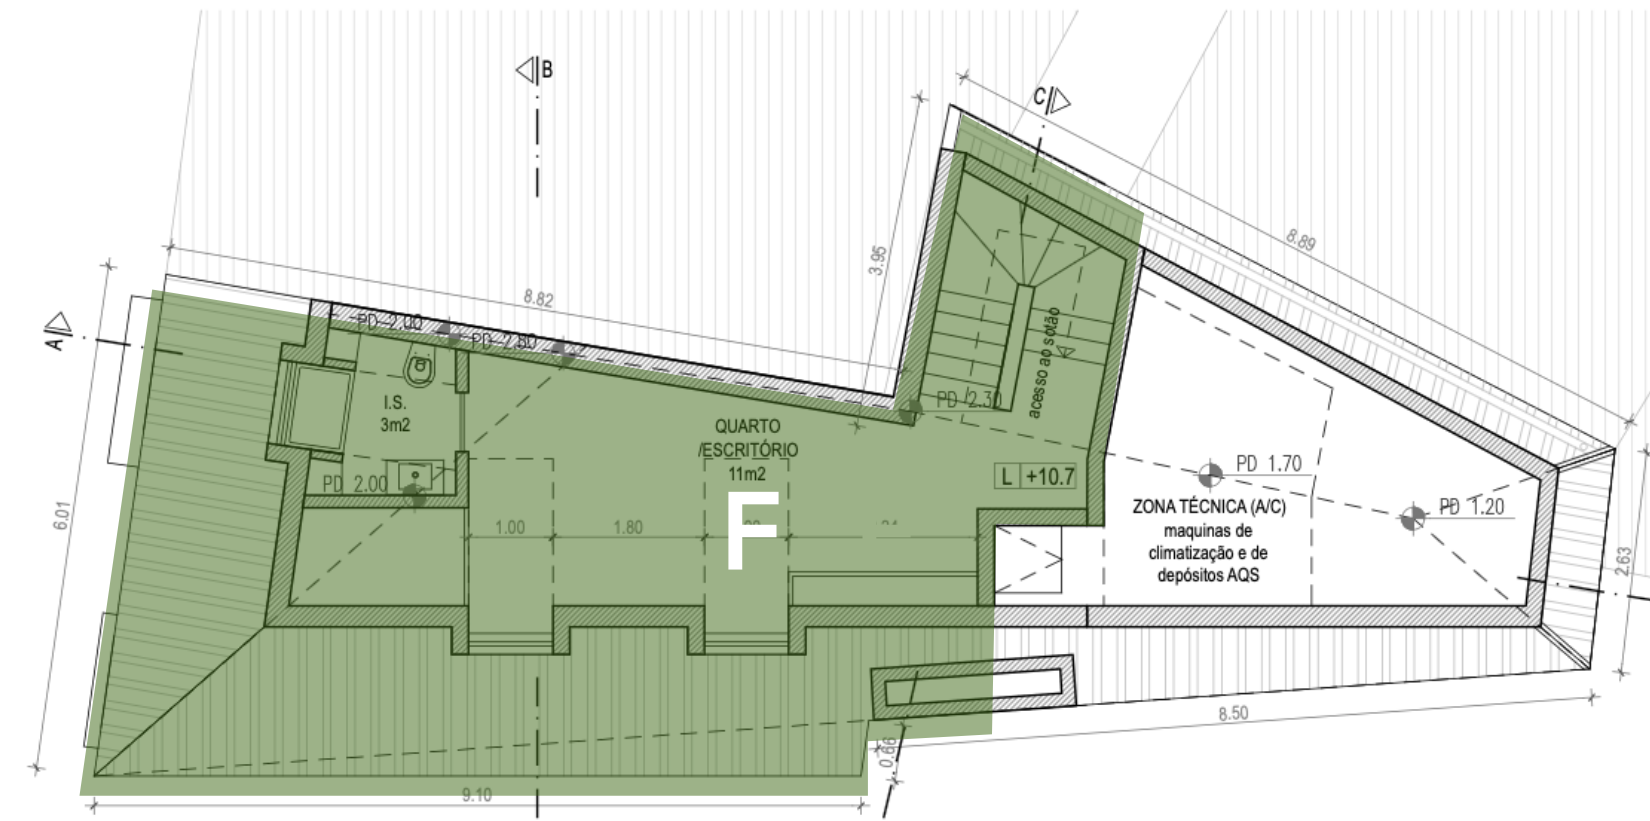 B
C
8.89
3.95
8.82
A
PD 2.00
PD 2.80
acesso ao sotão
PD 2.30
I.S.
3m2
QUARTO
/ESCRITÓRIO
11m2
PD 2.00
L +10.7
PD 1.70
PD 1.20
ZONA TÉCNICA (A/C)
maquinas de
climatização e de
depósitos AQS
6.01
1.00
1.80
F
2.63
8.50
0.66
9.10